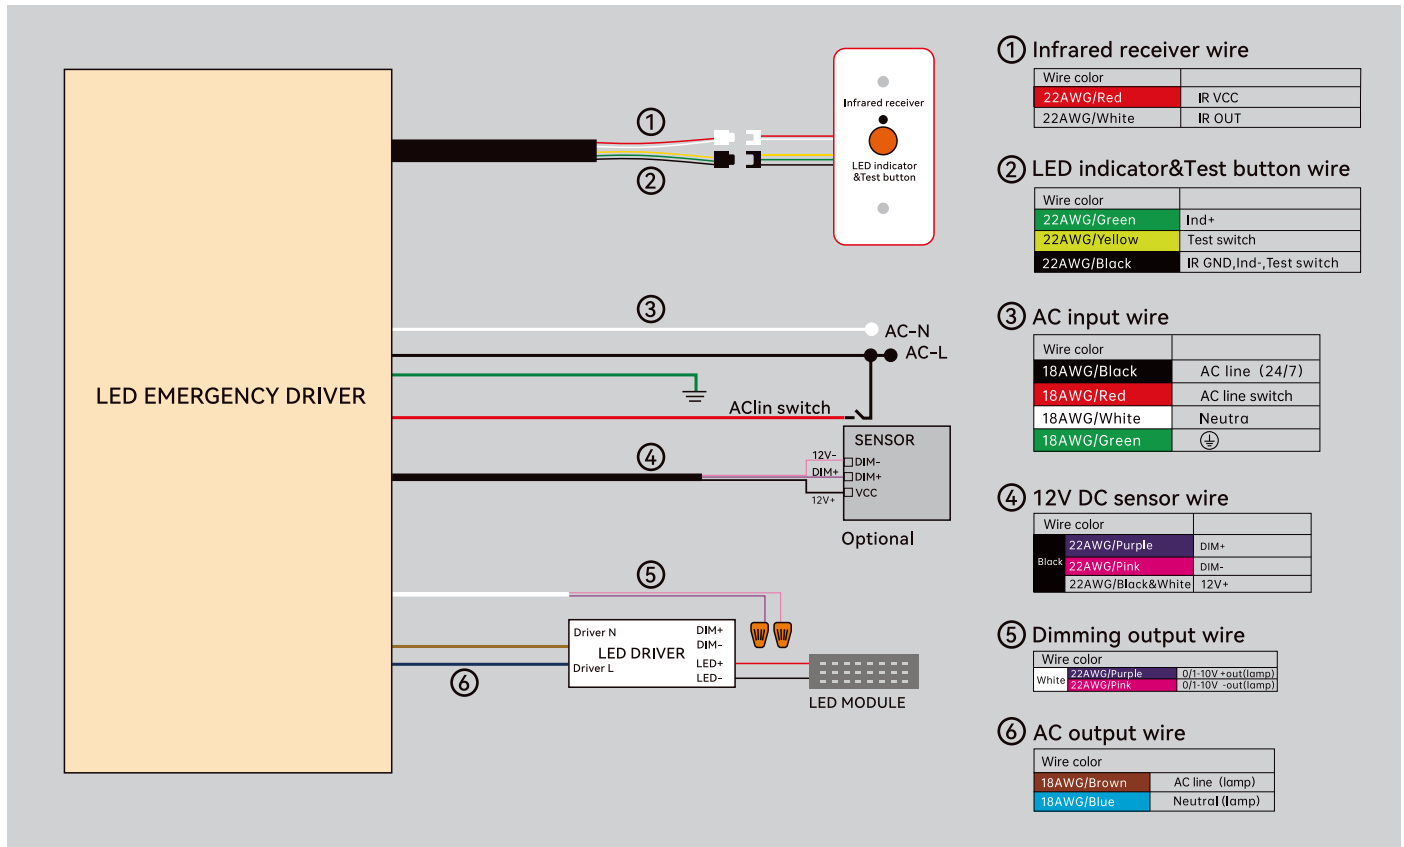 LED EMERGENCY DRIVER
①
②
Infrared receiver
LED indicator
&Test button
③
AC-N
AC-L
AClin switch
④
12V-
DIM+
12V+
SENSOR
DIM-
DIM+
VCC
Optional
⑤
⑥
Driver N
DIM+
DIM-
LED DRIVER
Driver L
LED+
LED-
LED MODULE
① Infrared receiver wire
Wire color
22AWG/Red IR VCC
22AWG/White IR OUT
② LED indicator&Test button wire
Wire color
22AWG/Green Ind+
22AWG/Yellow Test switch
22AWG/Black IR GND,Ind-,Test switch
③ AC input wire
Wire color
18AWG/Black AC line (24/7)
18AWG/Red AC line switch
18AWG/White Neutra
18AWG/Green
④ 12V DC sensor wire
Wire color
Black
22AWG/Purple DIM+
22AWG/Pink DIM-
22AWG/Black&White 12V+
⑤ Dimming output wire
Wire color
White
22AWG/Purple 0/1-10V +out(lamp)
22AWG/Pink 0/1-10V -out(lamp)
⑥ AC output wire
Wire color
18AWG/Brown AC line (lamp)
18AWG/Blue Neutral (lamp)